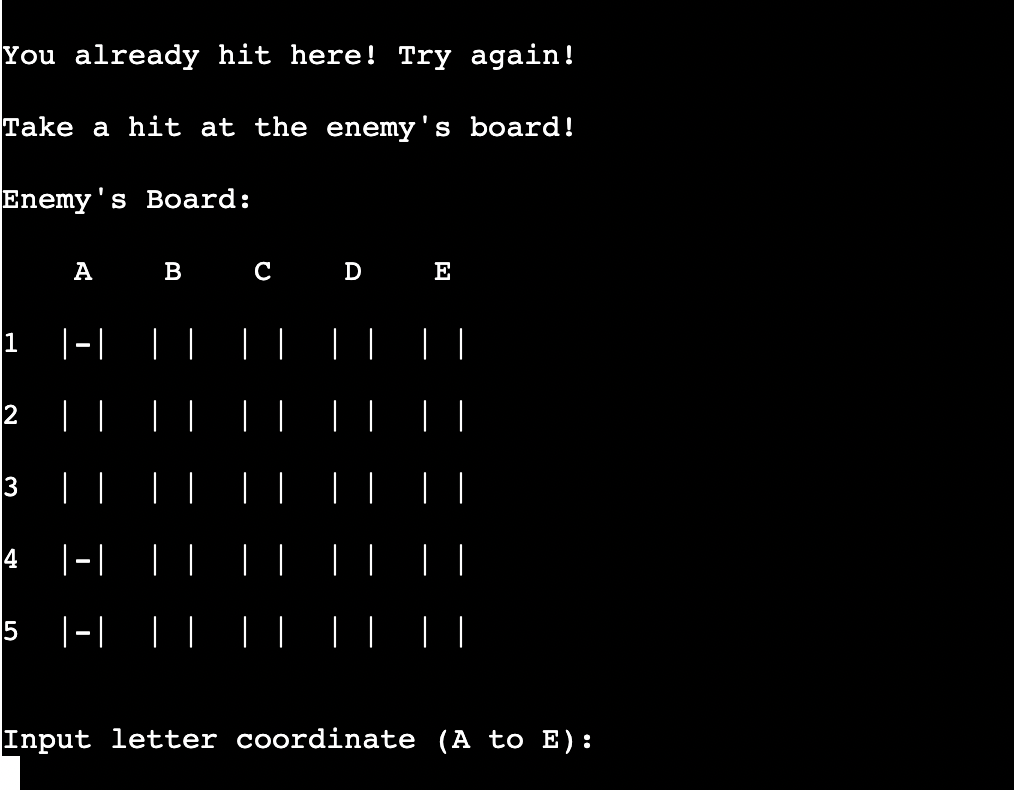 You already hit here! Try again!
Take a hit at the enemy's board!
Enemy's Board:
    A    B    C    D    E
1  |-|  | |  | |  | |  | |
2  | |  | |  | |  | |  | |
3  | |  | |  | |  | |  | |
4  |-|  | |  | |  | |  | |
5  |-|  | |  | |  | |  | |
Input letter coordinate (A to E):